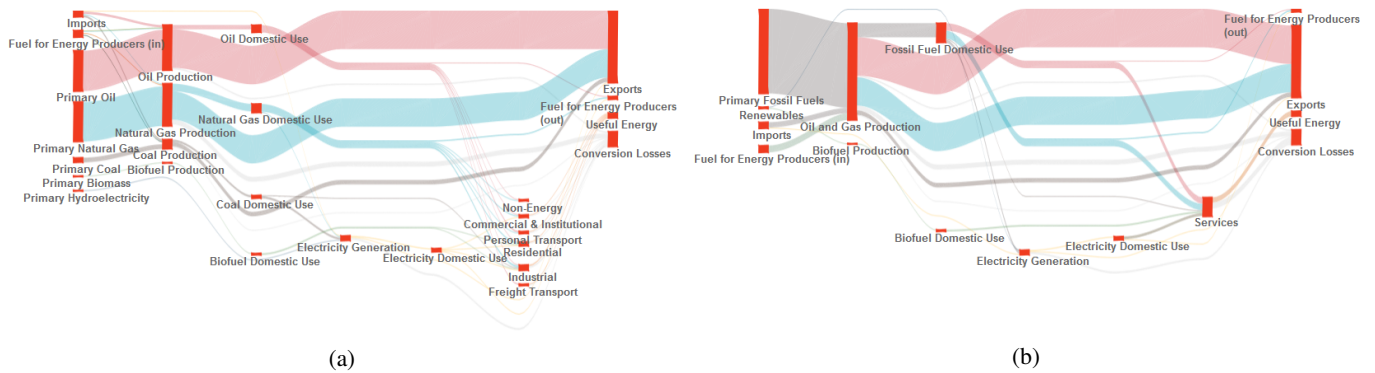 Imports
Fuel for Energy Producers (in)
Oil Domestic Use
Oil Production
Primary Oil
Natural Gas Domestic Use
Natural Gas Production
Primary Natural Gas
Coal Production
Primary Coal
Biofuel Production
Primary Biomass
Primary Hydroelectricity
Coal Domestic Use
Biofuel Domestic Use
Electricity Generation
Electricity Domestic Use
Non-Energy
Commercial & Institutional
Personal Transport
Residential
Industrial
Freight Transport
Exports
Fuel for Energy Producers
(out)
Useful Energy
Conversion Losses
(a)
Primary Fossil Fuels
Renewables
Imports
Fuel for Energy Producers (in)
Oil and Gas Production
Biofuel Production
Fossil Fuel Domestic Use
Biofuel Domestic Use
Electricity Generation
Electricity Domestic Use
Services
Fuel for Energy Producers
(out)
Exports
Useful Energy
Conversion Losses
(b)